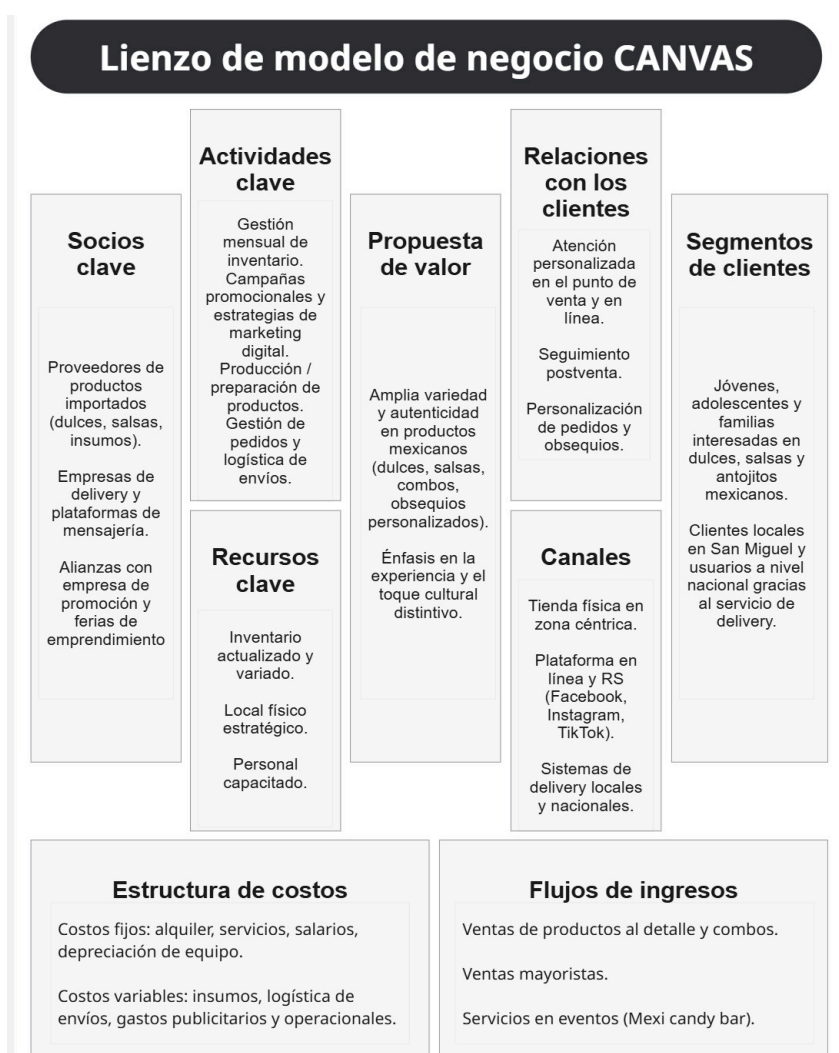 Lienzo de modelo de negocio CANVAS
Socios
clave
Proveedores de
productos
importados
(dulces, salsas,
insumos).
Empresas de
delivery y
plataformas de
mensajería.
Alianzas con
empresa de
promoción y
ferias de
emprendimiento
Actividades
clave
Gestión
mensual de
inventario.
Campañas
promocionales y
estrategias de
marketing
digital.
Producción /
preparación de
productos.
Gestión de
pedidos y
logística de
envíos.
Recursos
clave
Inventario
actualizado y
variado.
Local físico
estratégico.
Personal
capacitado.
Propuesta
de valor
Amplia variedad
y autenticidad
en productos
mexicanos
(dulces, salsas,
combos,
obsequios
personalizados).
Énfasis en la
experiencia y el
toque cultural
distintivo.
Relaciones
con los
clientes
Atención
personalizada
en el punto de
venta y en
línea.
Seguimiento
postventa.
Personalización
de pedidos y
obsequios.
Canales
Tienda física en
zona céntrica.
Plataforma en
línea y RS
(Facebook,
Instagram,
TikTok).
Sistemas de
delivery locales
y nacionales.
Segmentos
de clientes
Jóvenes,
adolescentes y
familias
interesadas en
dulces, salsas y
antojitos
mexicanos.
Clientes locales
en San Miguel y
usuarios a nivel
nacional gracias
al servicio de
delivery.
Estructura de costos
Costos fijos: alquiler, servicios, salarios,
depreciación de equipo.
Costos variables: insumos, logística de
envíos, gastos publicitarios y operacionales.
Flujos de ingresos
Ventas de productos al detalle y combos.
Ventas mayoristas.
Servicios en eventos (Mexi candy bar).